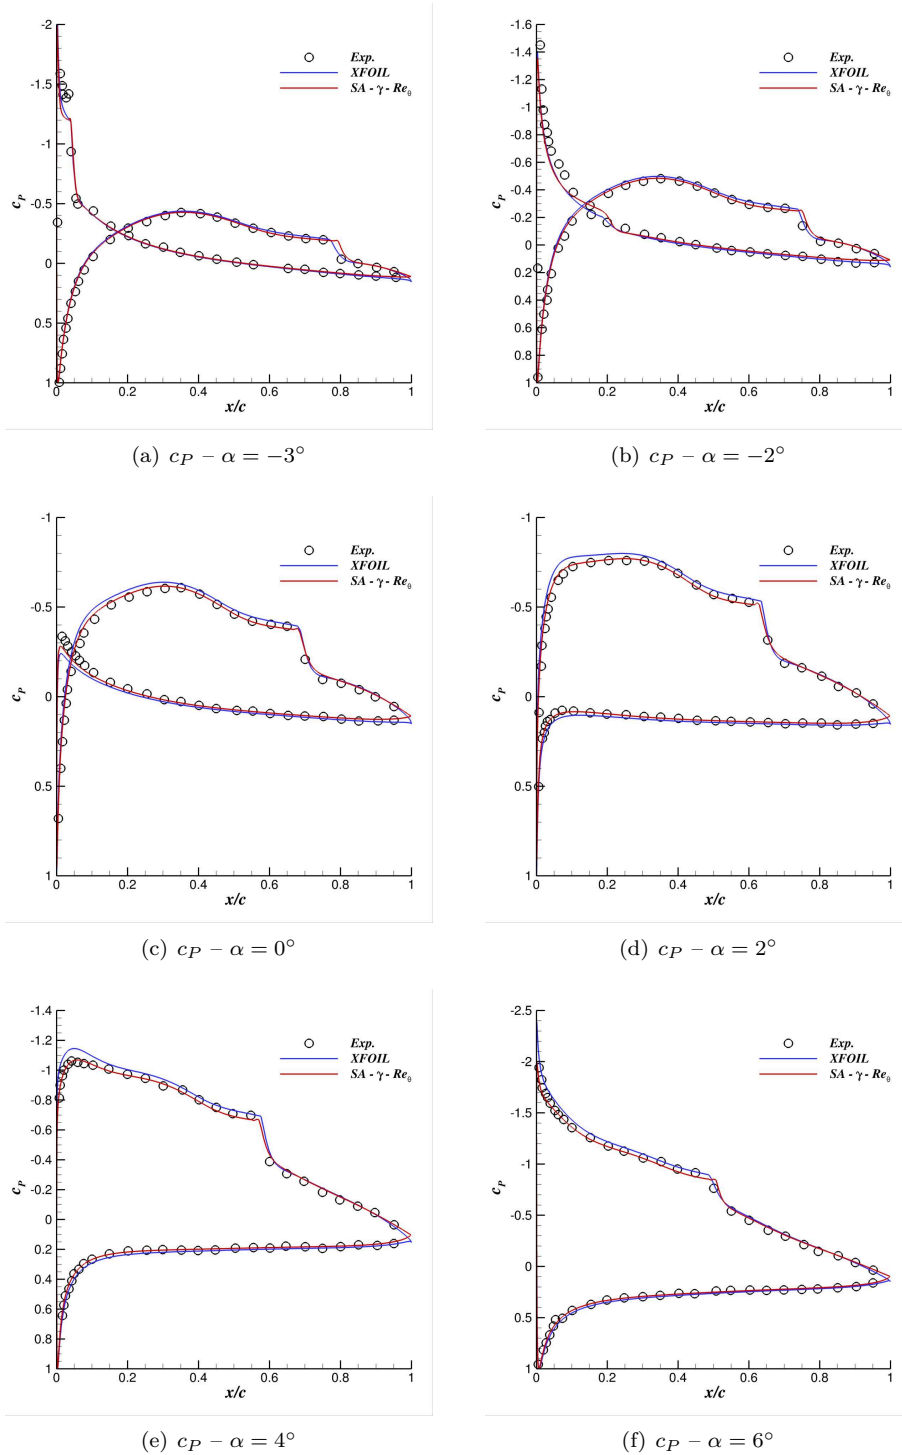 -2
-1.5
-1
-0.5
0
0.5
1
0 0.2 0.4 0.6 0.8 1
x/c
c_P
Exp.
XFOIL
SA - γ - Re_θ
(a) c_P – α = −3°
-1.6
-1.4
-1.2
-1
-0.8
-0.6
-0.4
-0.2
0
0.2
0.4
0.6
0.8
1
0 0.2 0.4 0.6 0.8 1
x/c
c_P
Exp.
XFOIL
SA - γ - Re_θ
(b) c_P – α = −2°
-1
-0.5
0
0.5
1
0 0.2 0.4 0.6 0.8 1
x/c
c_P
Exp.
XFOIL
SA - γ - Re_θ
(c) c_P – α = 0°
-1
-0.5
0
0.5
1
0 0.2 0.4 0.6 0.8 1
x/c
c_P
Exp.
XFOIL
SA - γ - Re_θ
(d) c_P – α = 2°
-1.4
-1.2
-1
-0.8
-0.6
-0.4
-0.2
0
0.2
0.4
0.6
0.8
1
0 0.2 0.4 0.6 0.8 1
x/c
c_P
Exp.
XFOIL
SA - γ - Re_θ
(e) c_P – α = 4°
-2.5
-2
-1.5
-1
-0.5
0
0.5
1
0 0.2 0.4 0.6 0.8 1
x/c
c_P
Exp.
XFOIL
SA - γ - Re_θ
(f) c_P – α = 6°